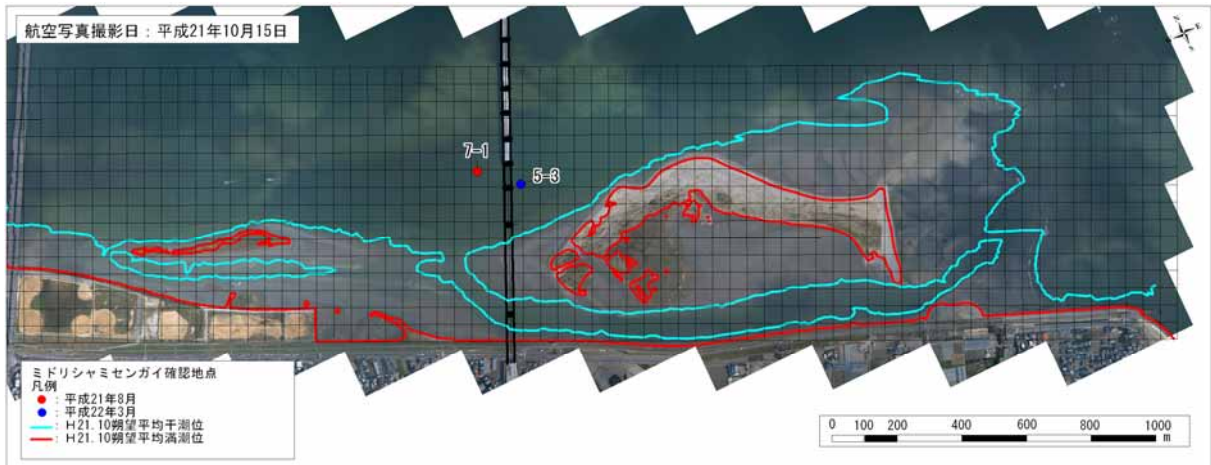 航空写真撮影日:平成21年10月15日
7-1
5-3
ミドリシャミセンガイ確認地点
凡例
● : 平成21年8月
● : 平成22年3月
: H21.10朔望平均干潮位
: H21.10朔望平均満潮位
0 100 200 400 600 800 1000
m